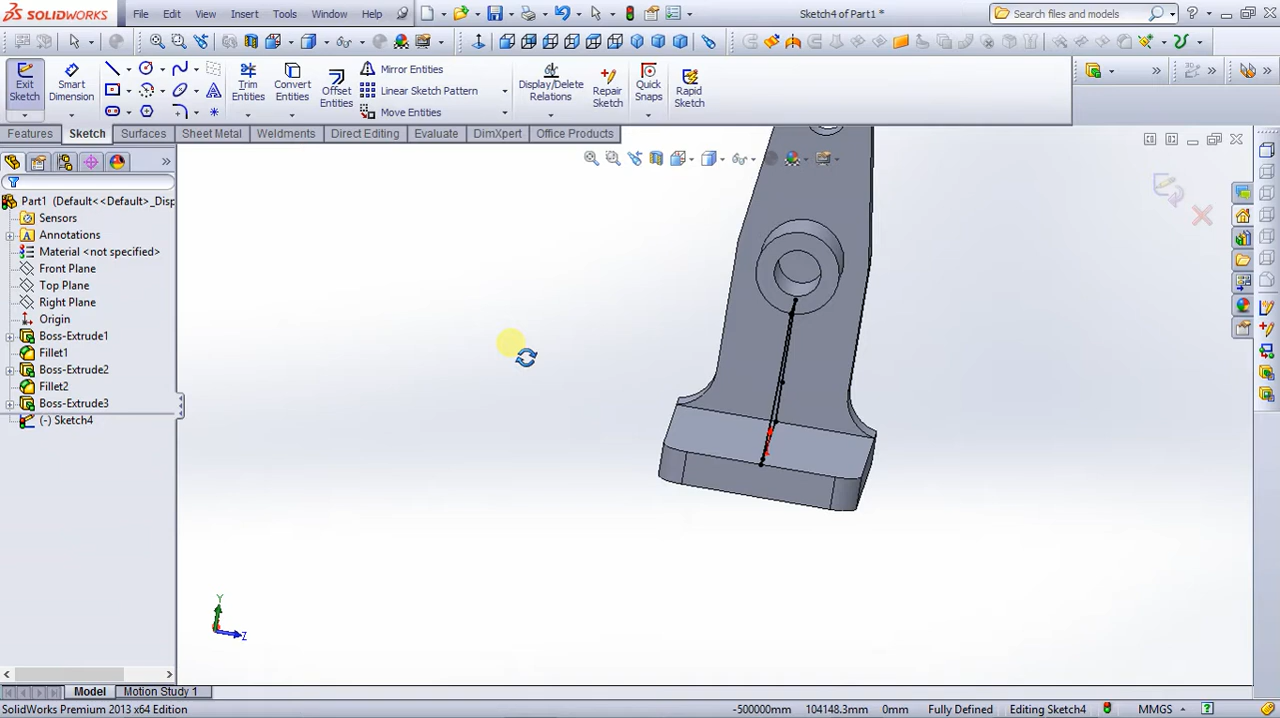 SOLIDWORKS File Edit View Insert Tools Window Help Sketch4 of Part1 * Search files and models
Exit Sketch
Smart Dimension
Trim Entities
Convert Entities
Offset Entities
Mirror Entities
Linear Sketch Pattern
Move Entities
Display/Delete Relations
Repair Sketch
Quick Snaps
Rapid Sketch
Features Sketch Surfaces Sheet Metal Weldments Direct Editing Evaluate DimXpert Office Products
Part1 (Default<<Default>_Disp
Sensors
Annotations
Material <not specified>
Front Plane
Top Plane
Right Plane
Origin
Boss-Extrude1
Fillet1
Boss-Extrude2
Fillet2
Boss-Extrude3
(-) Sketch4
Y
Z
Model Motion Study 1
SolidWorks Premium 2013 x64 Edition -500000mm 104148.3mm 0mm Fully Defined Editing Sketch4 MMGS